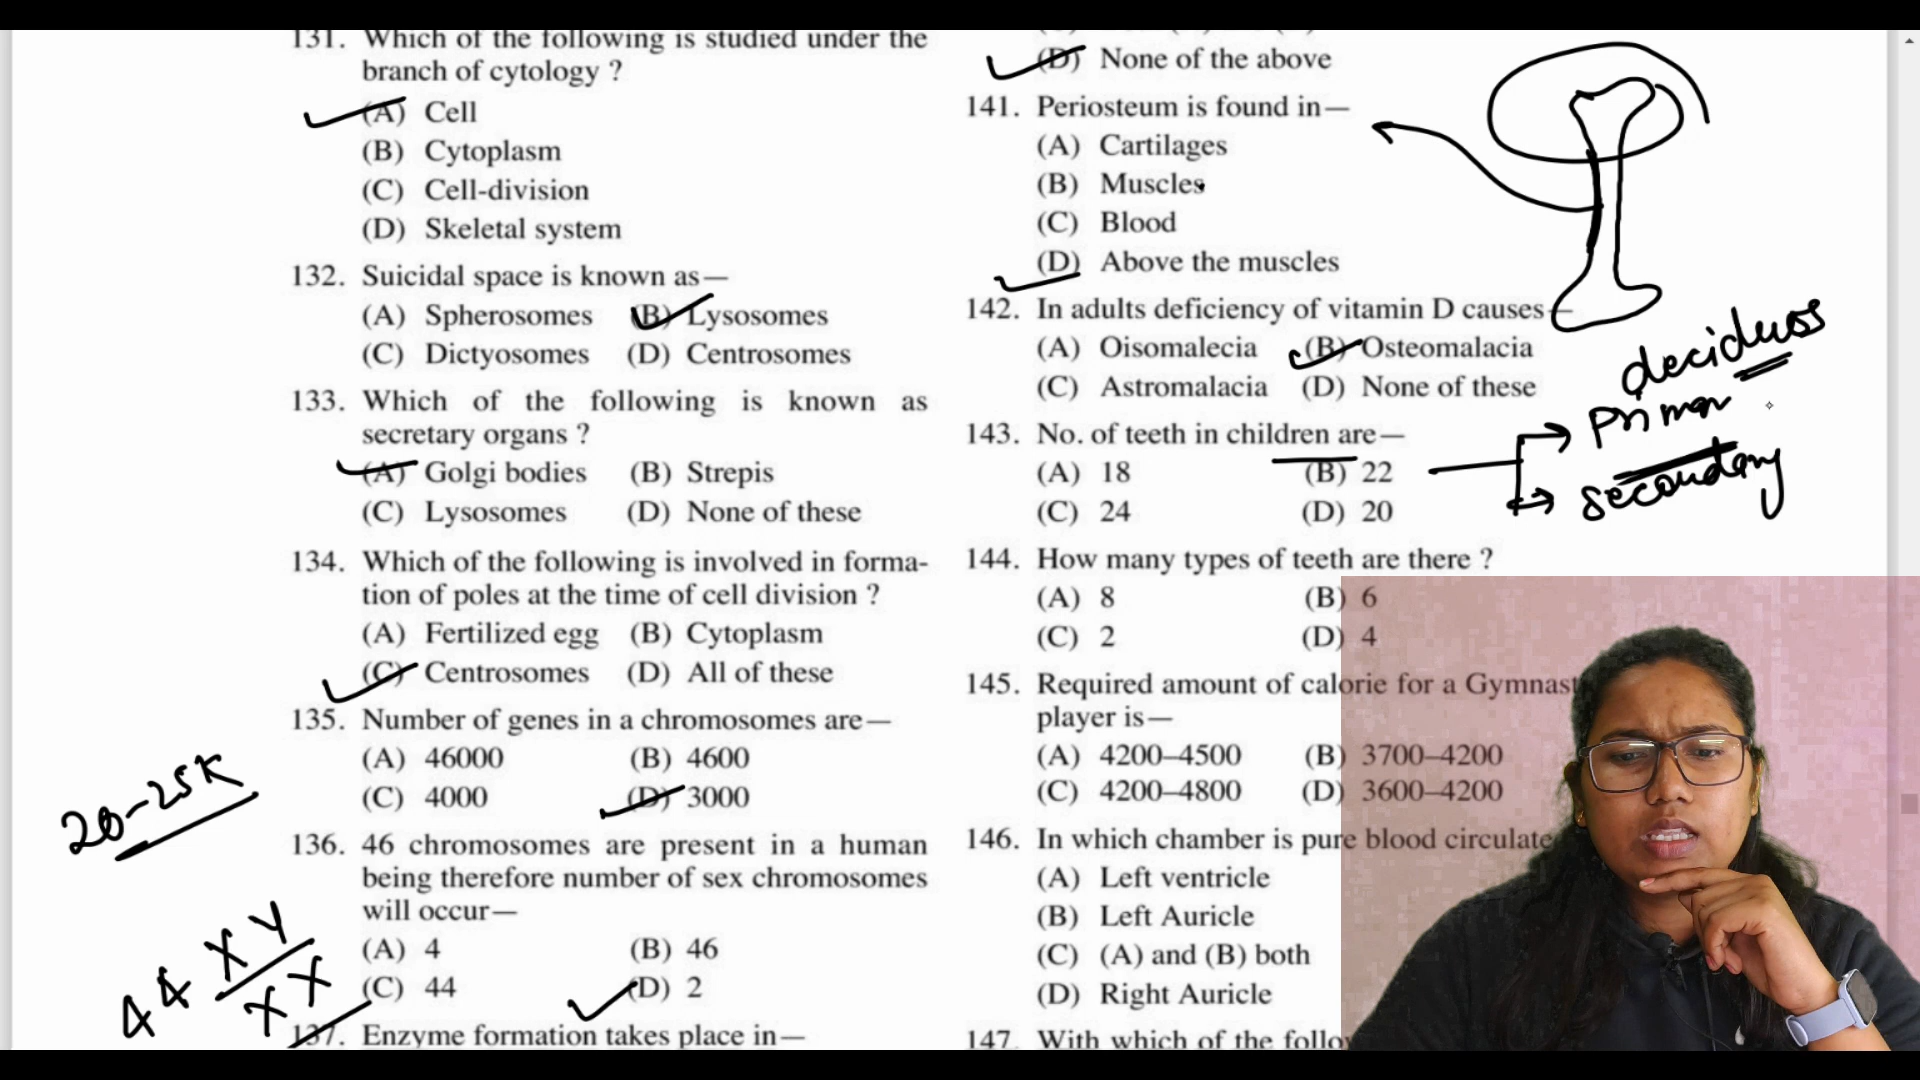 131. Which of the following is studied under the
branch of cytology ?
(A) Cell
(B) Cytoplasm
(C) Cell-division
(D) Skeletal system
132. Suicidal space is known as—
(A) Spherosomes (B) Lysosomes
(C) Dictyosomes (D) Centrosomes
133. Which of the following is known as
secretary organs ?
(A) Golgi bodies (B) Strepis
(C) Lysosomes (D) None of these
134. Which of the following is involved in forma-
tion of poles at the time of cell division ?
(A) Fertilized egg (B) Cytoplasm
(C) Centrosomes (D) All of these
135. Number of genes in a chromosomes are—
(A) 46000 (B) 4600
(C) 4000 (D) 3000
20-25K
136. 46 chromosomes are present in a human
being therefore number of sex chromosomes
will occur—
(A) 4 (B) 46
(C) 44 (D) 2
44 XY
XX
137. Enzyme formation takes place in—
(D) None of the above
141. Periosteum is found in—
(A) Cartilages
(B) Muscles
(C) Blood
(D) Above the muscles
142. In adults deficiency of vitamin D causes—
(A) Oisomalecia (B) Osteomalacia
(C) Astromalacia (D) None of these
143. No. of teeth in children are—
(A) 18 (B) 22
(C) 24 (D) 20
secondary
144. How many types of teeth are there ?
(A) 8 (B) 6
(C) 2 (D) 4
145. Required amount of calorie for a Gymnast
player is—
(A) 4200–4500 (B) 3700–4200
(C) 4200–4800 (D) 3600–4200
146. In which chamber is pure blood circulate
(A) Left ventricle
(B) Left Auricle
(C) (A) and (B) both
(D) Right Auricle
147. With which of the follo